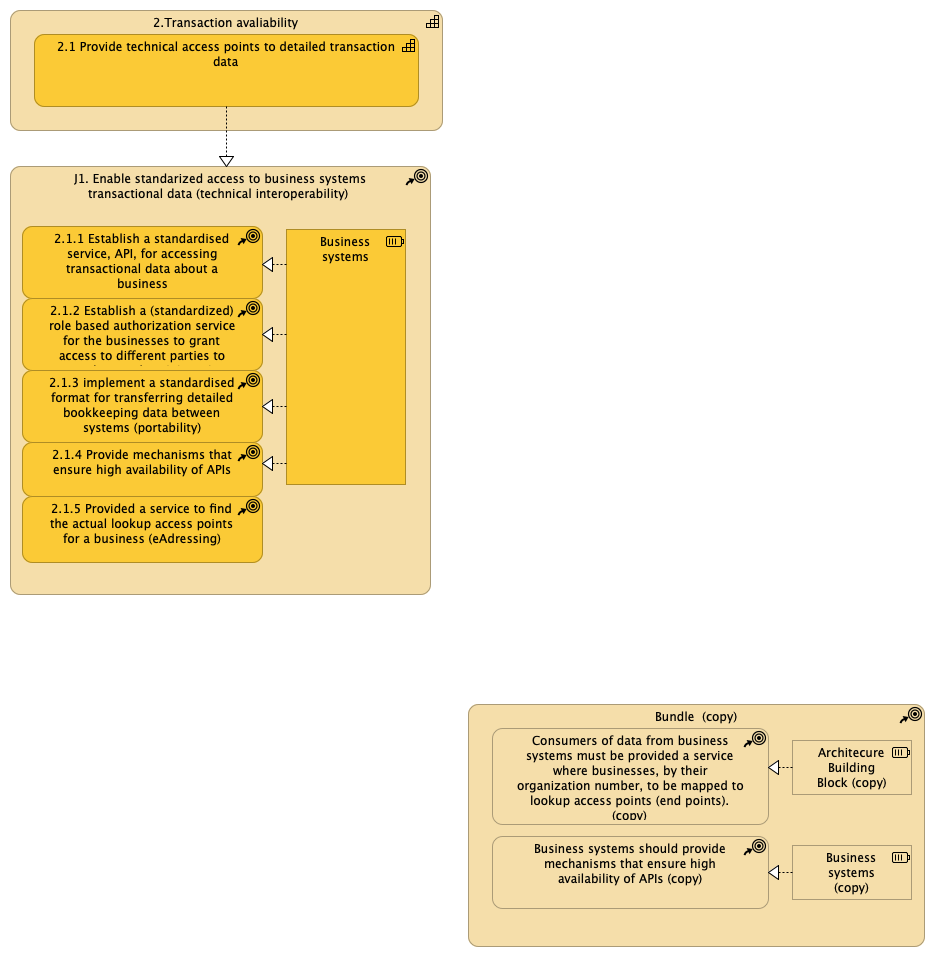 2.Transaction avaliability
2.1 Provide technical access points to detailed transaction
data
J1. Enable standarized access to business systems
transactional data (technical interoperability)
2.1.1 Establish a standardised
service, API, for accessing
transactional data about a
business
Business
systems
2.1.2 Establish a (standardized)
role based authorization service
for the businesses to grant
access to different parties to
2.1.3 implement a standardised
format for transferring detailed
bookkeeping data between
systems (portability)
2.1.4 Provide mechanisms that
ensure high availability of APIs
2.1.5 Provided a service to find
the actual lookup access points
for a business (eAdressing)
Bundle (copy)
Consumers of data from business
systems must be provided a service
where businesses, by their
organization number, to be mapped to
lookup access points (end points).
(copy)
Architecure
Building
Block (copy)
Business systems should provide
mechanisms that ensure high
availability of APIs (copy)
Business
systems
(copy)